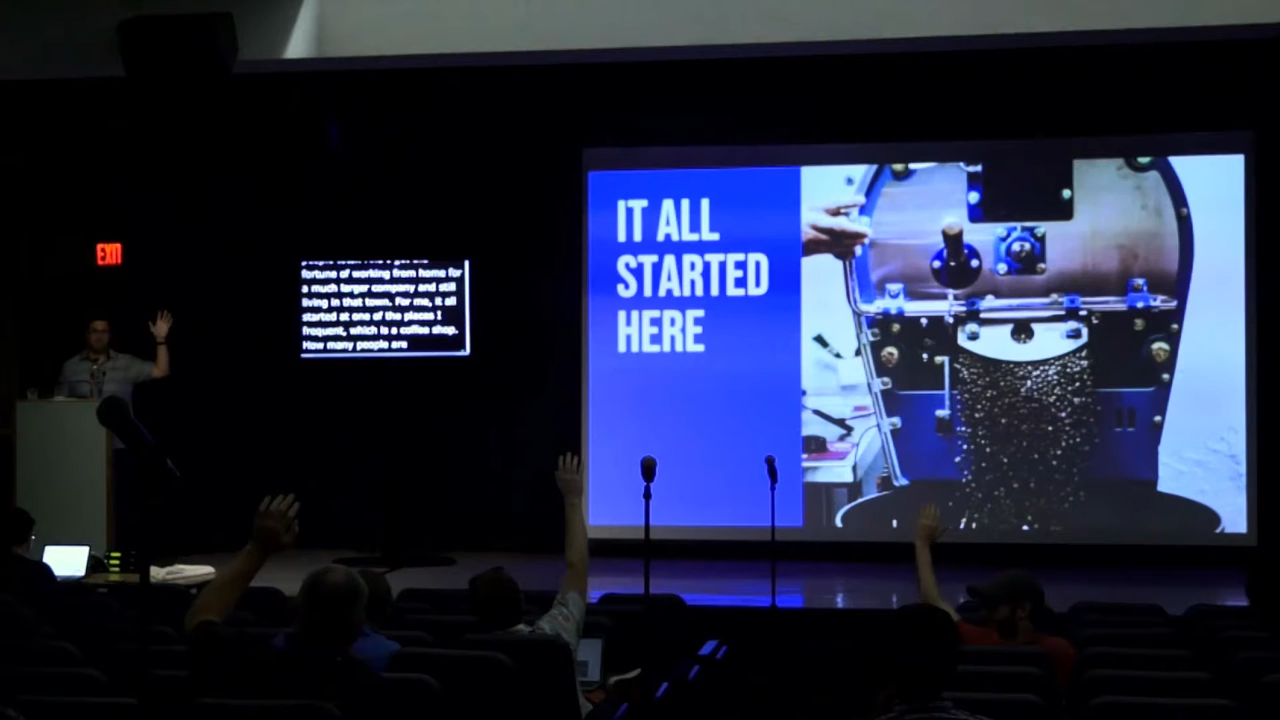 EXIT
fortune of working from home for
a much larger company and still
living in that town. For me, it all
started at one of the places I
frequent, which is a coffee shop.
How many people are
IT ALL
STARTED
HERE